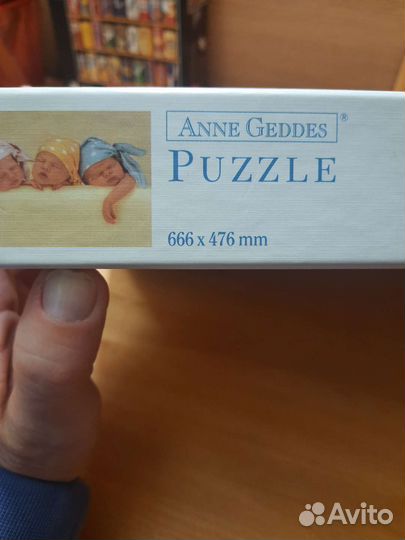 ANNE GEDDES®
PUZZLE
666 x 476 mm
Avito